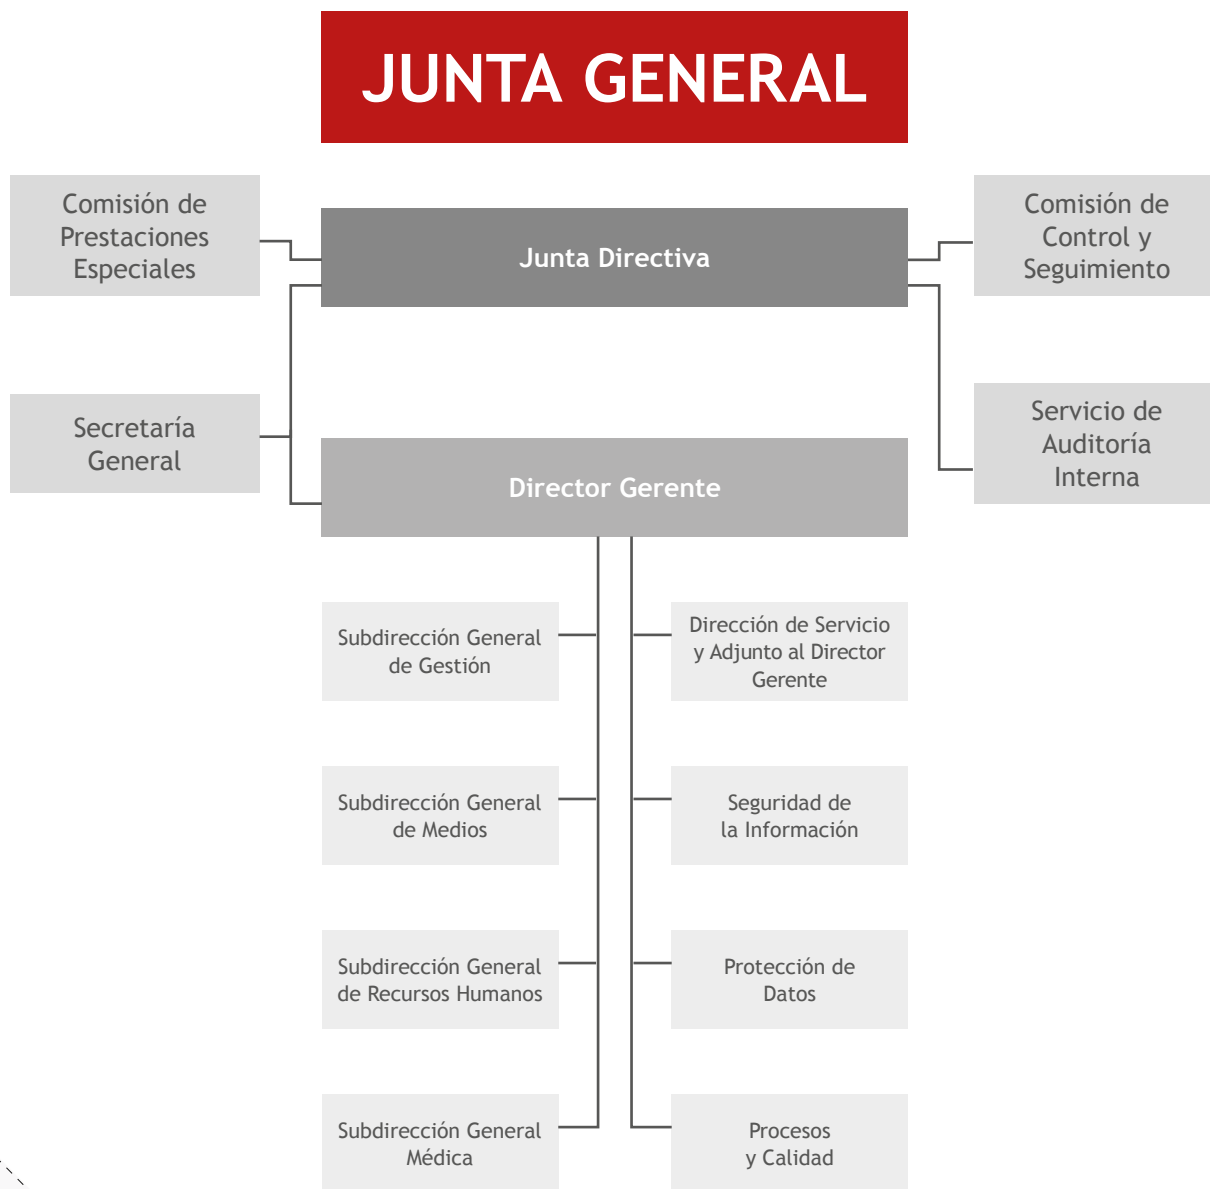 JUNTA GENERAL
Comisión de
Prestaciones
Especiales
Junta Directiva
Comisión de
Control y
Seguimiento
Secretaría
General
Director Gerente
Servicio de
Auditoría
Interna
Subdirección General
de Gestión
Dirección de Servicio
y Adjunto al Director
Gerente
Subdirección General
de Medios
Seguridad de
la Información
Subdirección General
de Recursos Humanos
Protección de
Datos
Subdirección General
Médica
Procesos
y Calidad